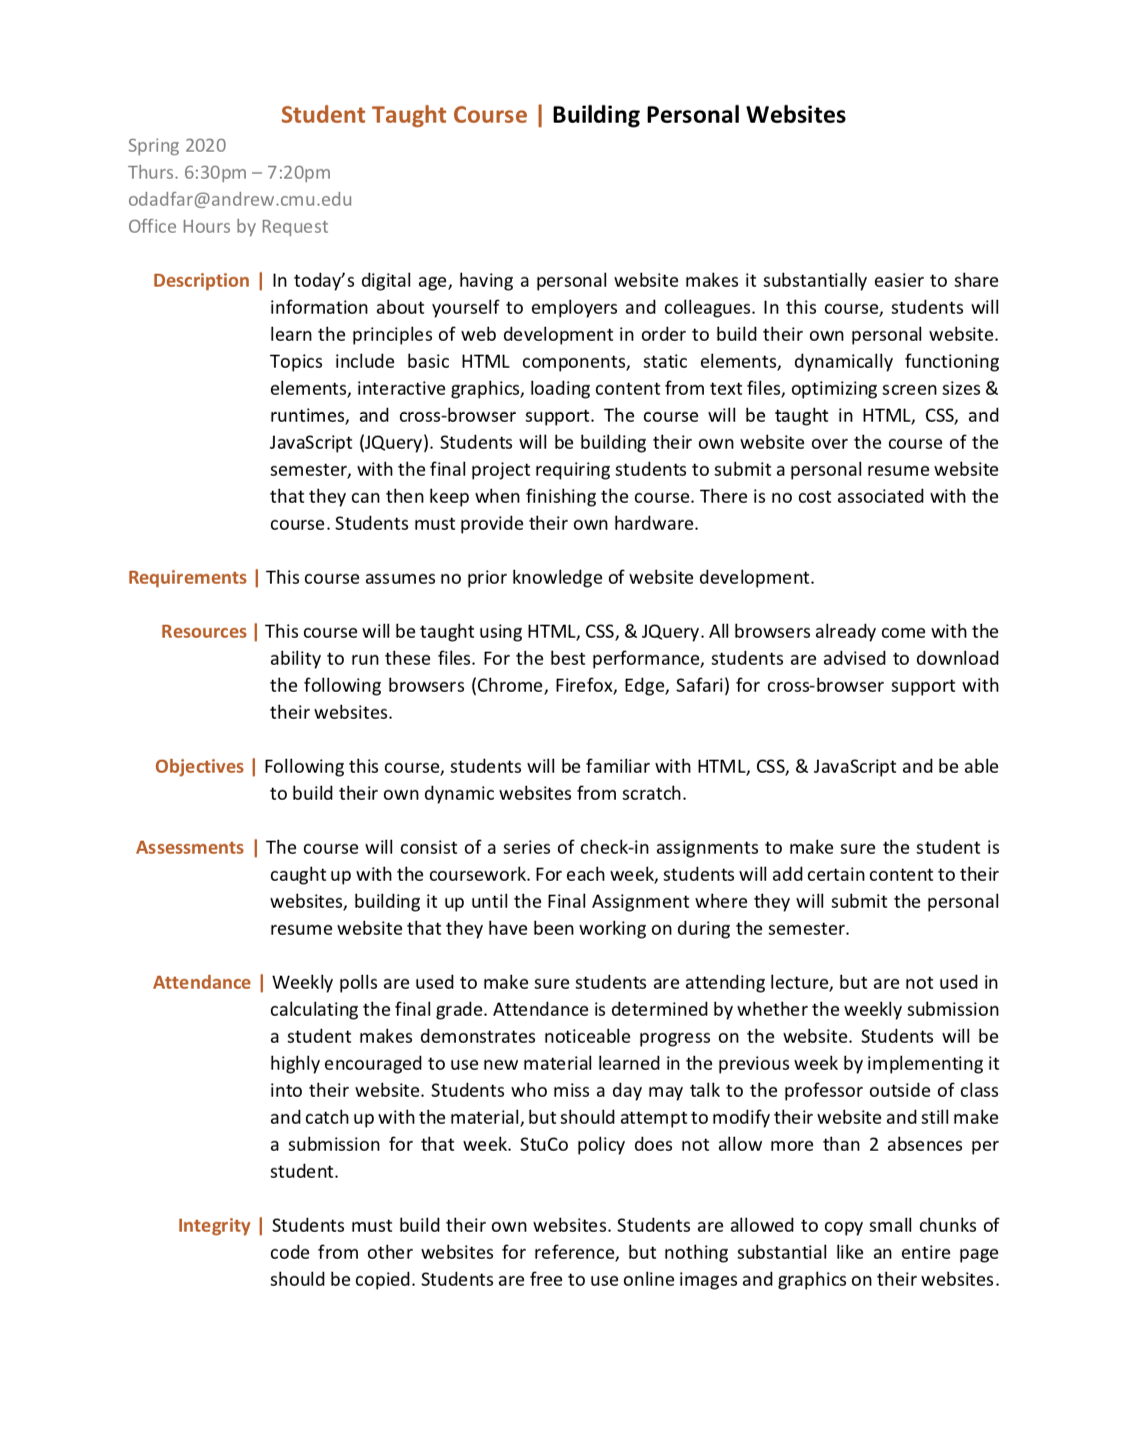 Student Taught Course | Building Personal Websites
Spring 2020
Thurs. 6:30pm – 7:20pm
odadfar@andrew.cmu.edu
Office Hours by Request
Description | In today’s digital age, having a personal website makes it substantially easier to share
information about yourself to employers and colleagues. In this course, students will
learn the principles of web development in order to build their own personal website.
Topics include basic HTML components, static elements, dynamically functioning
elements, interactive graphics, loading content from text files, optimizing screen sizes &
runtimes, and cross-browser support. The course will be taught in HTML, CSS, and
JavaScript (JQuery). Students will be building their own website over the course of the
semester, with the final project requiring students to submit a personal resume website
that they can then keep when finishing the course. There is no cost associated with the
course. Students must provide their own hardware.
Requirements | This course assumes no prior knowledge of website development.
Resources | This course will be taught using HTML, CSS, & JQuery. All browsers already come with the
ability to run these files. For the best performance, students are advised to download
the following browsers (Chrome, Firefox, Edge, Safari) for cross-browser support with
their websites.
Objectives | Following this course, students will be familiar with HTML, CSS, & JavaScript and be able
to build their own dynamic websites from scratch.
Assessments | The course will consist of a series of check-in assignments to make sure the student is
caught up with the coursework. For each week, students will add certain content to their
websites, building it up until the Final Assignment where they will submit the personal
resume website that they have been working on during the semester.
Attendance | Weekly polls are used to make sure students are attending lecture, but are not used in
calculating the final grade. Attendance is determined by whether the weekly submission
a student makes demonstrates noticeable progress on the website. Students will be
highly encouraged to use new material learned in the previous week by implementing it
into their website. Students who miss a day may talk to the professor outside of class
and catch up with the material, but should attempt to modify their website and still make
a submission for that week. StuCo policy does not allow more than 2 absences per
student.
Integrity | Students must build their own websites. Students are allowed to copy small chunks of
code from other websites for reference, but nothing substantial like an entire page
should be copied. Students are free to use online images and graphics on their websites.